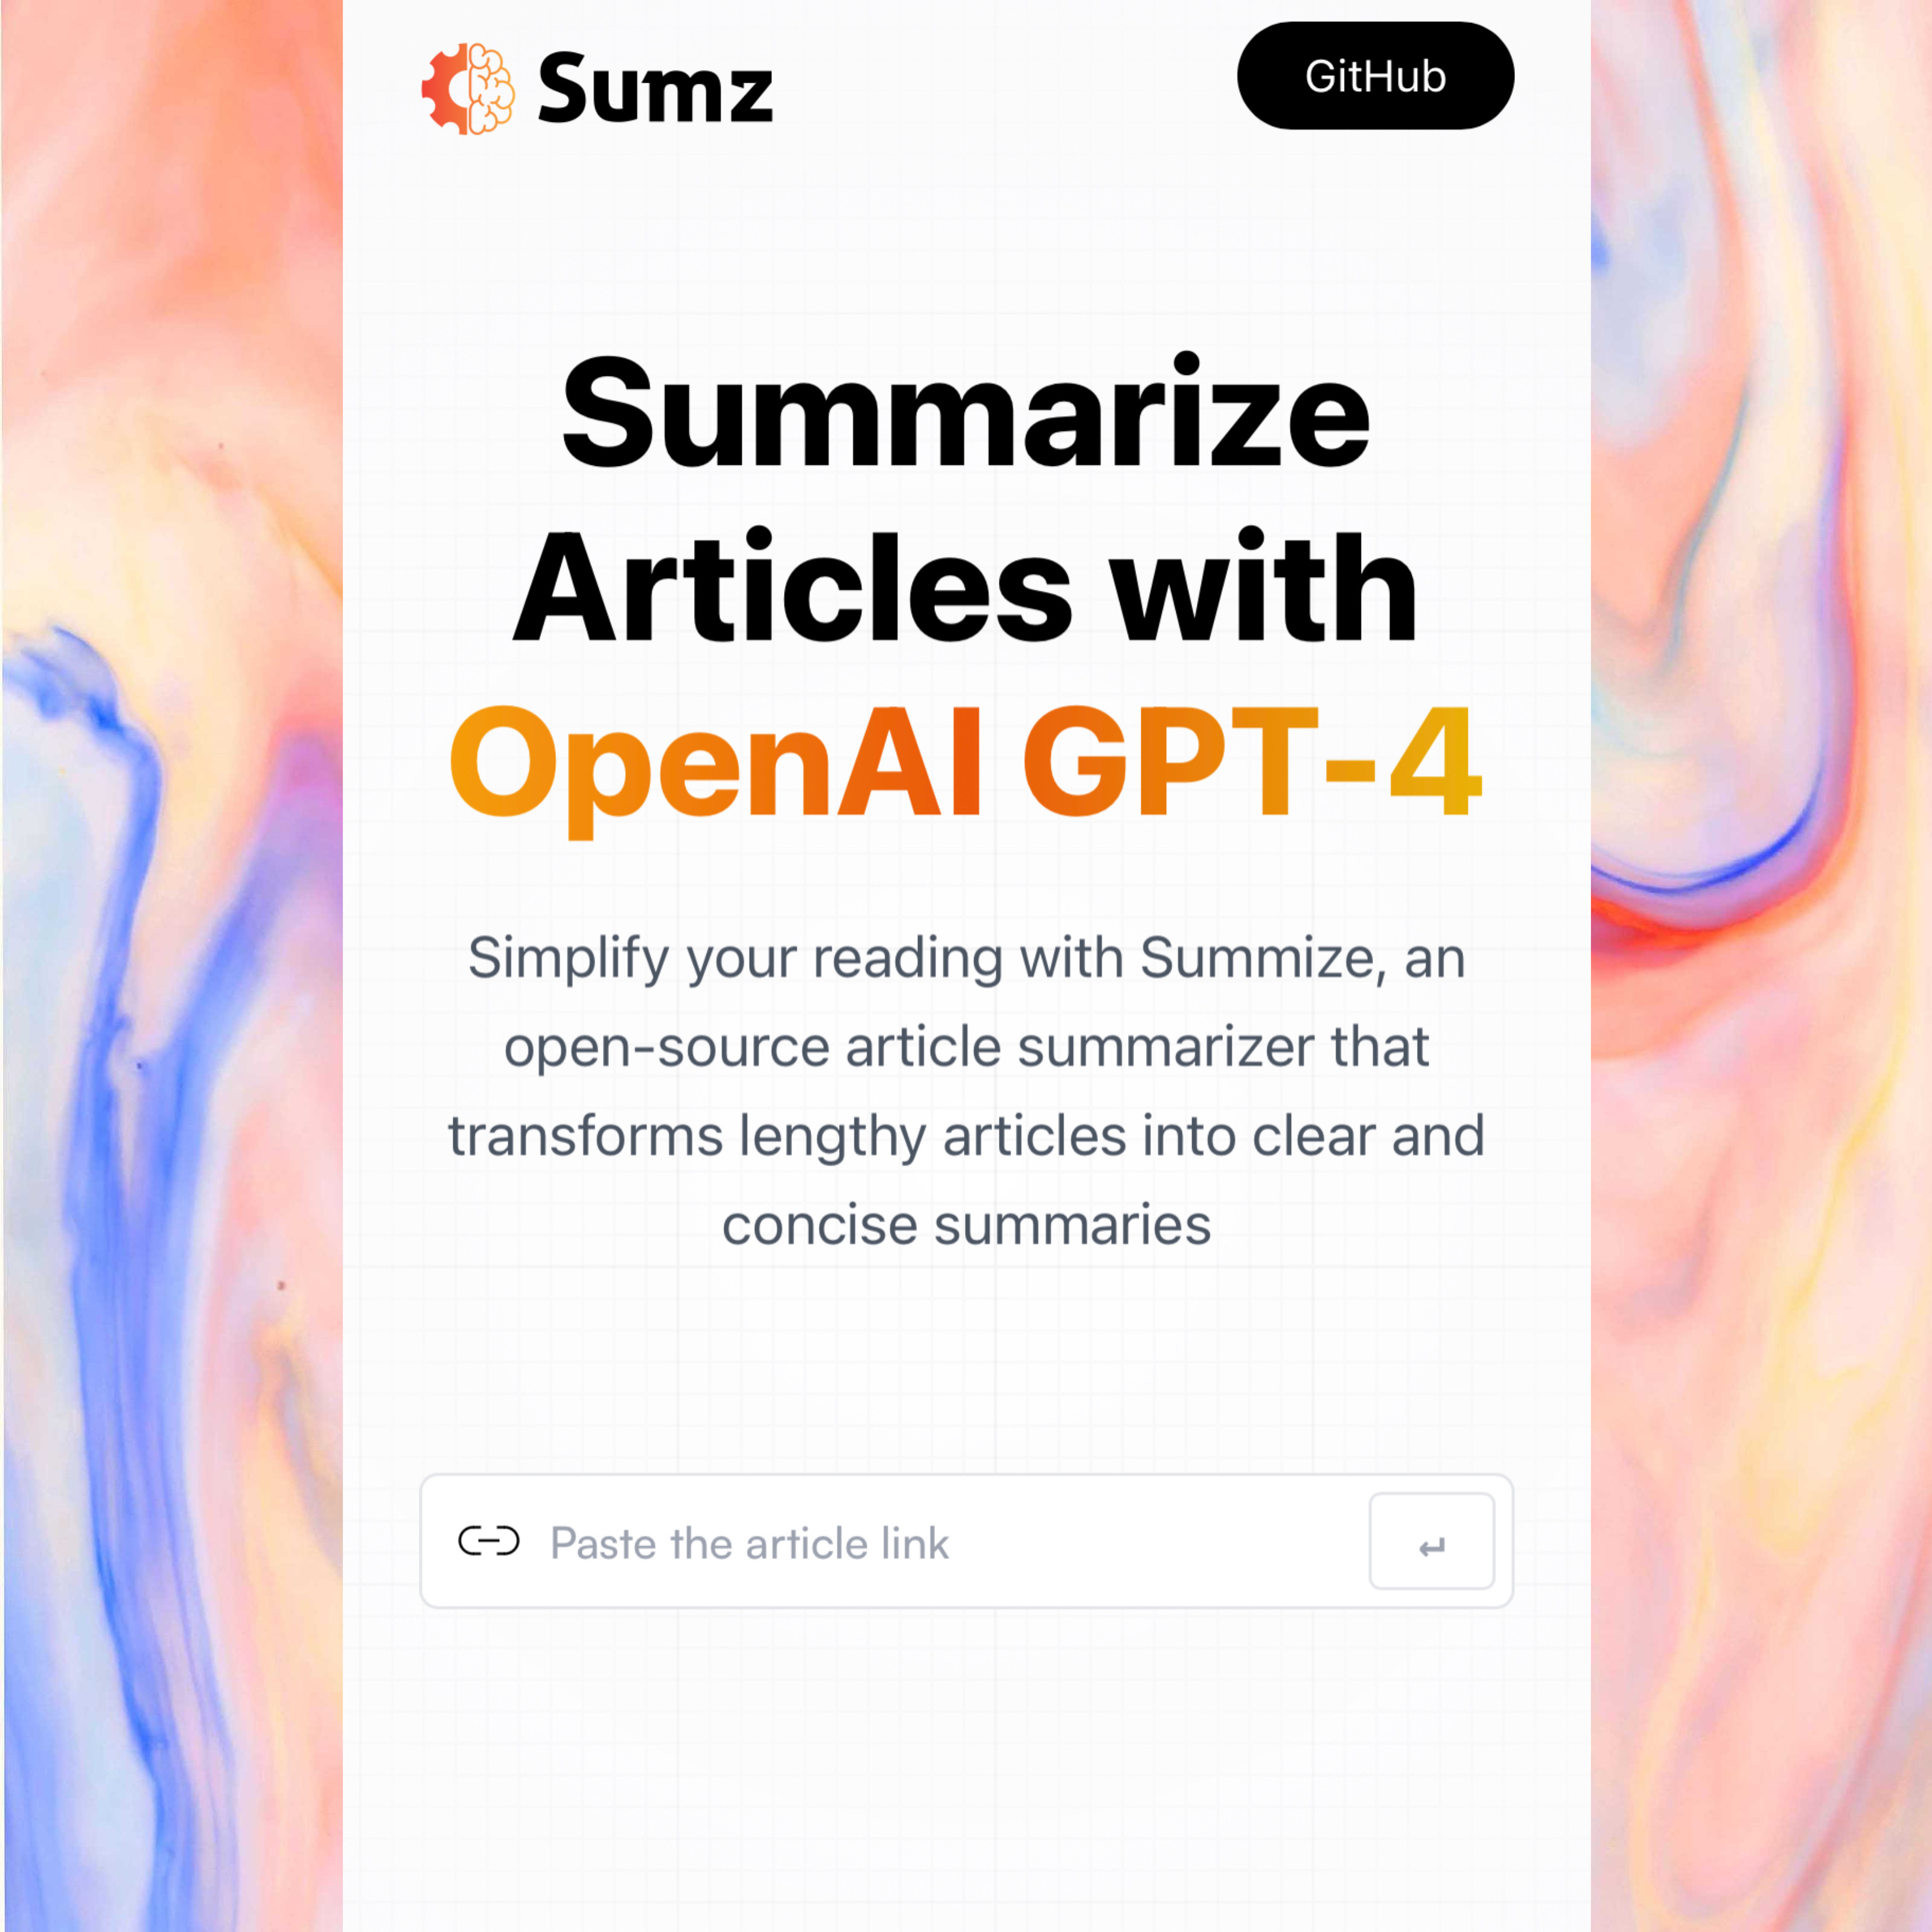 Sumz
GitHub
Summarize
Articles with
OpenAI GPT-4
Simplify your reading with Summize, an
open-source article summarizer that
transforms lengthy articles into clear and
concise summaries
Paste the article link
↵